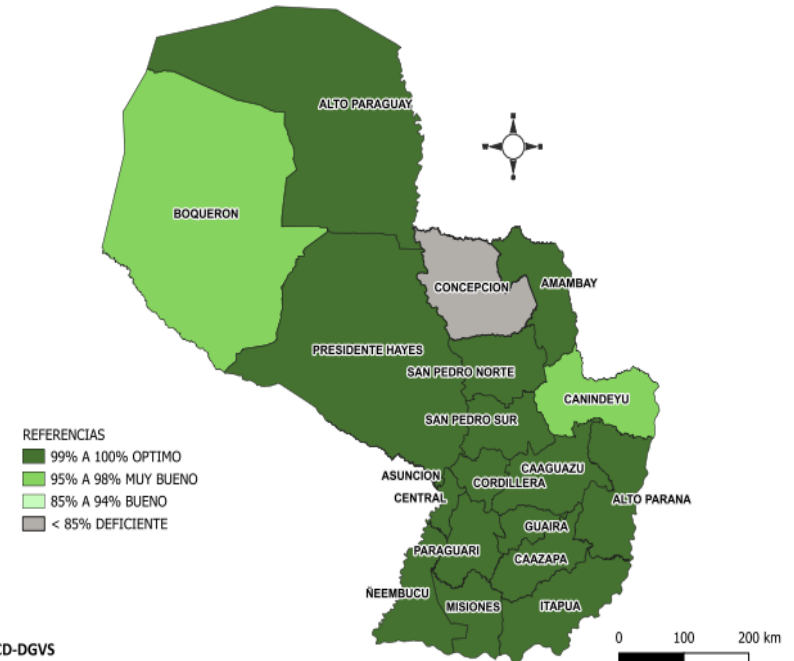 ALTO PARAGUAY
N
W
S
BOQUERON
CONCEPCION
AMAMBAY
PRESIDENTE HAYES
SAN PEDRO NORTE
CANINDEYU
SAN PEDRO SUR
REFERENCIAS
99% A 100% OPTIMO
95% A 98% MUY BUENO
85% A 94% BUENO
< 85% DEFICIENTE
CAAGUAZU
ASUNCION
CORDILLERA
CENTRAL
ALTO PARANA
GUAIRA
PARAGUARI
CAAZAPA
ÑEEMBUCU
MISIONES
ITAPUA
0 100 200 km
CD-DGVS